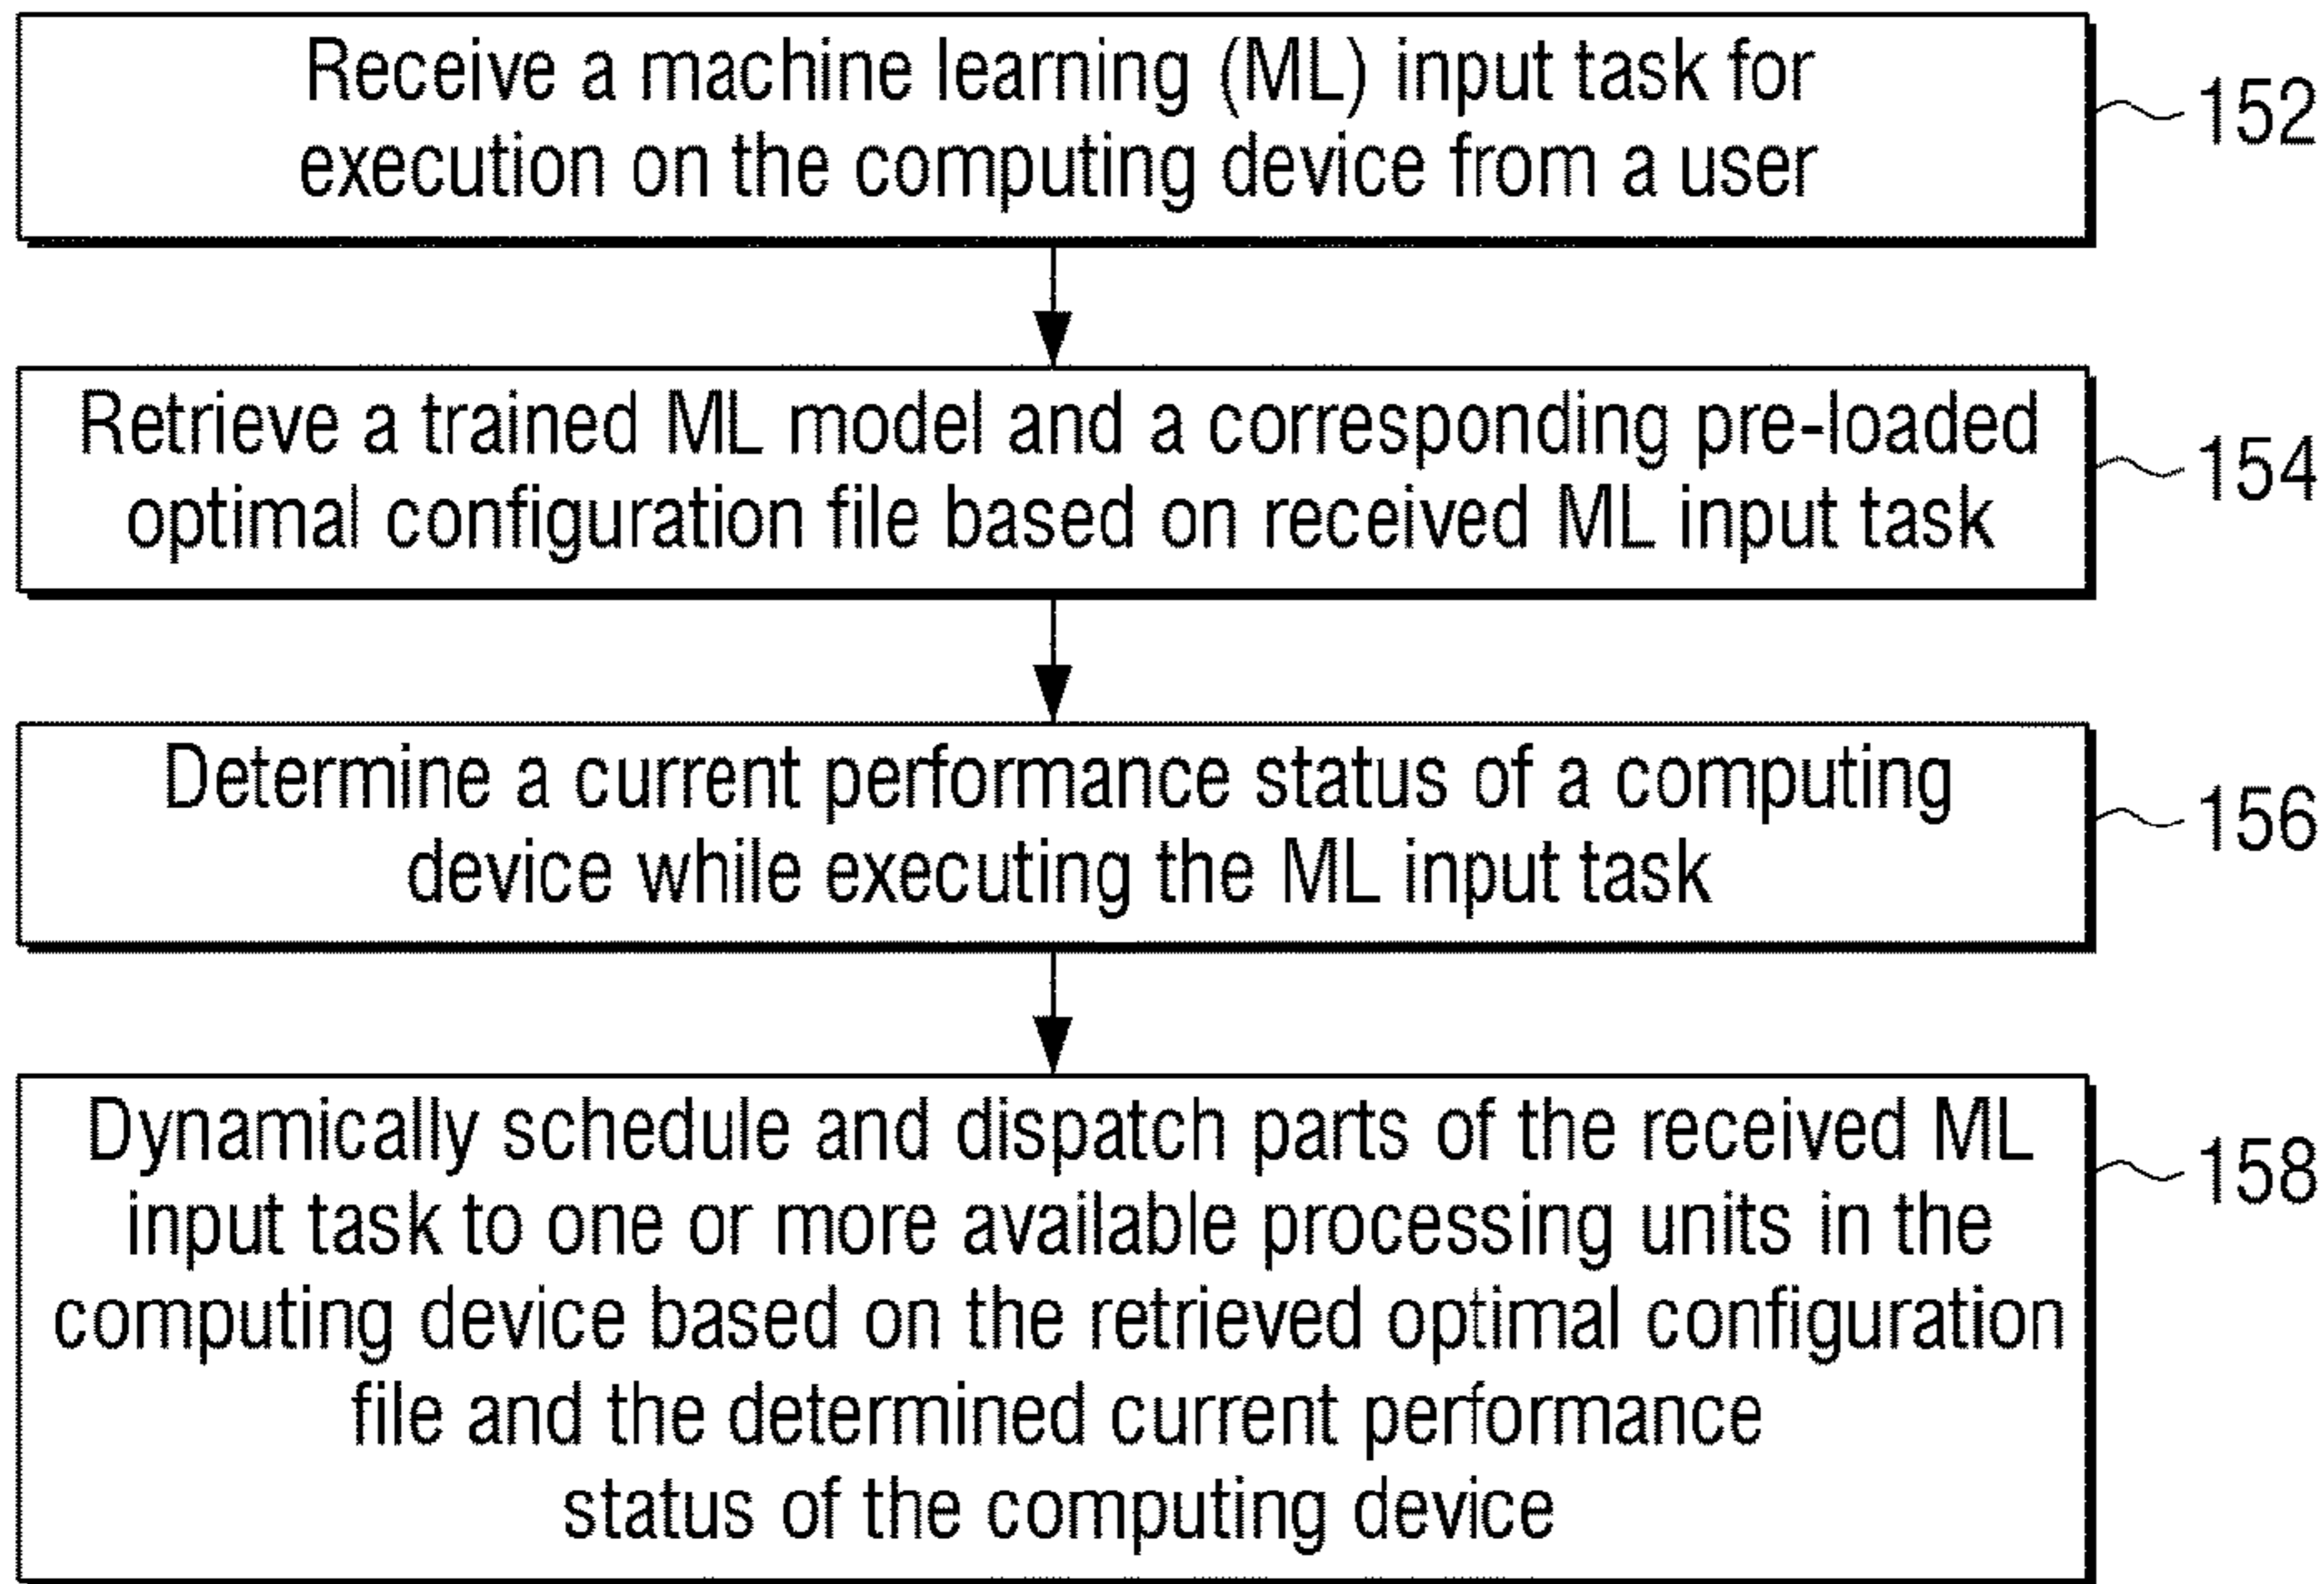 Receive a machine learning (ML) input task for
execution on the computing device from a user
152
Retrieve a trained ML model and a corresponding pre-loaded
optimal configuration file based on received ML input task
154
Determine a current performance status of a computing
device while executing the ML input task
156
Dynamically schedule and dispatch parts of the received ML
input task to one or more available processing units in the
computing device based on the retrieved optimal configuration
file and the determined current performance
status of the computing device
158